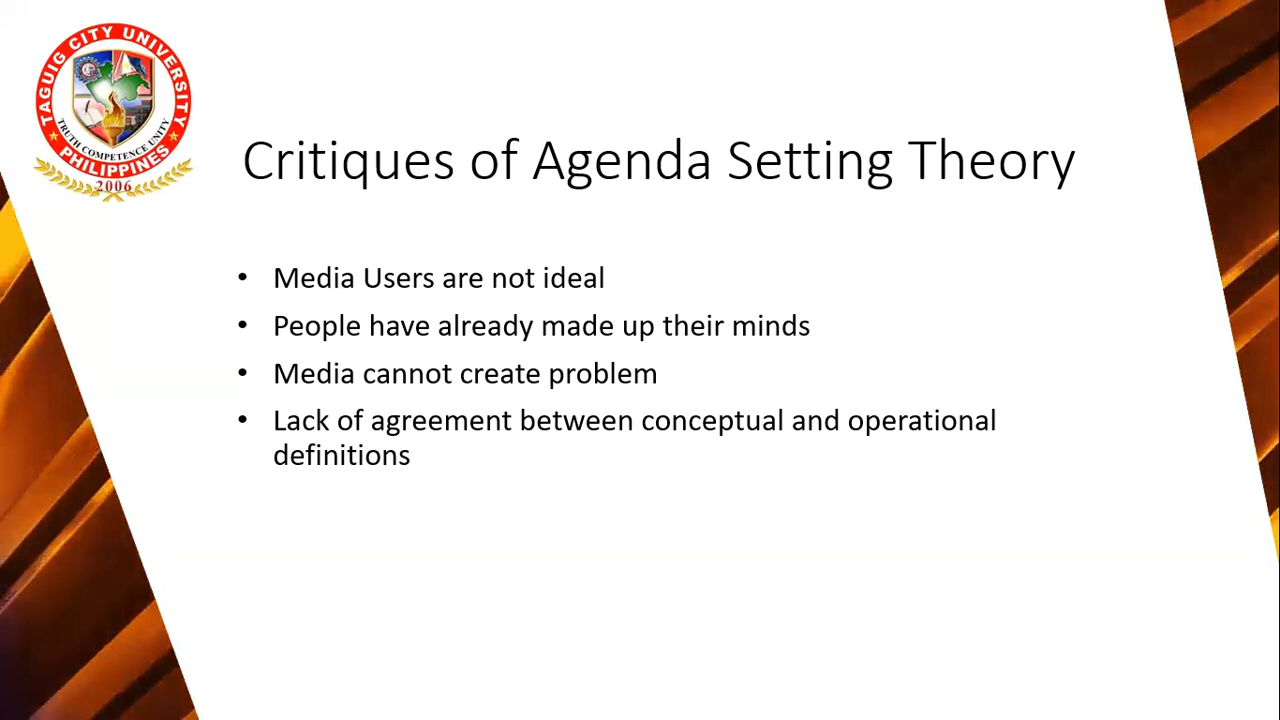 TAGUIG CITY UNIVERSITY
TRUTH COMPETENCE UNITY
PHILIPPINES
2006
Critiques of Agenda Setting Theory
• Media Users are not ideal
• People have already made up their minds
• Media cannot create problem
• Lack of agreement between conceptual and operational
definitions